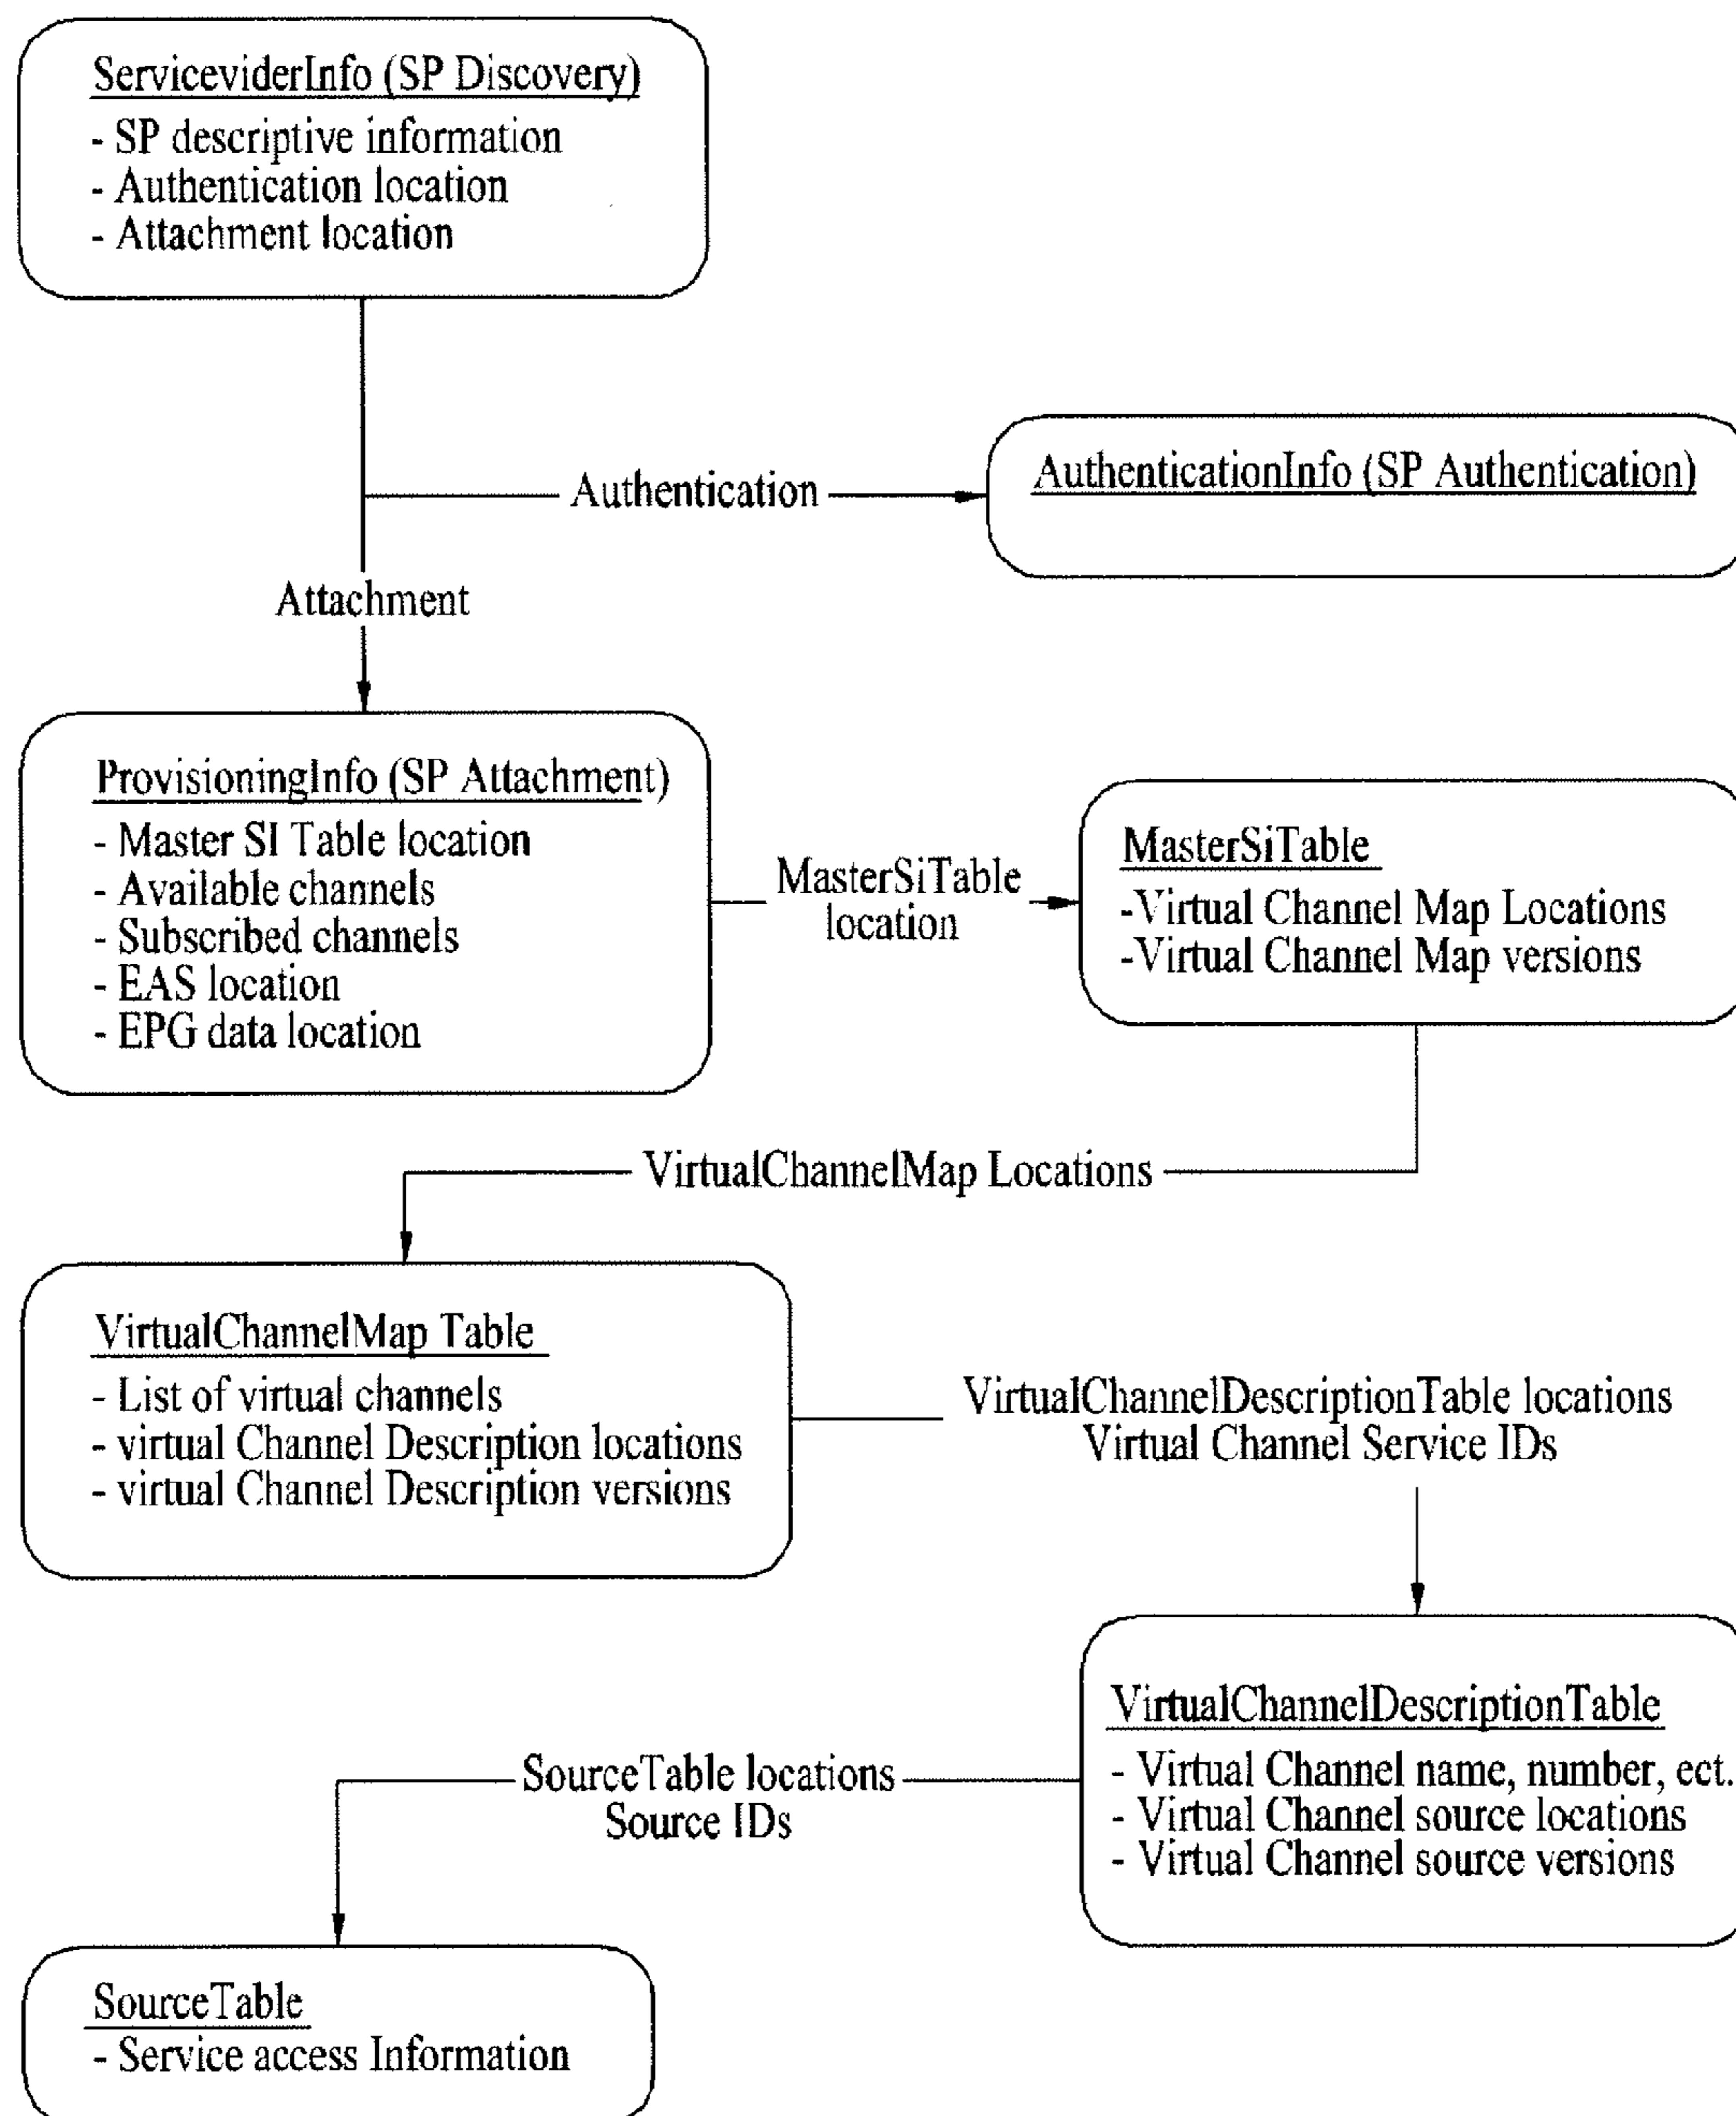 ServiceviderInfo (SP Discovery)
- SP descriptive information
- Authentication location
- Attachment location
Authentication
AuthenticationInfo (SP Authentication)
Attachment
ProvisioningInfo (SP Attachment)
- Master SI Table location
- Available channels
- Subscribed channels
- EAS location
- EPG data location
MasterSiTable
location
MasterSiTable
-Virtual Channel Map Locations
-Virtual Channel Map versions
VirtualChannelMap Locations
VirtualChannelMap Table
- List of virtual channels
- virtual Channel Description locations
- virtual Channel Description versions
VirtualChannelDescriptionTable locations
Virtual Channel Service IDs
VirtualChannelDescriptionTable
- Virtual Channel name, number, ect.
- Virtual Channel source locations
- Virtual Channel source versions
SourceTable locations
Source IDs
SourceTable
- Service access Information